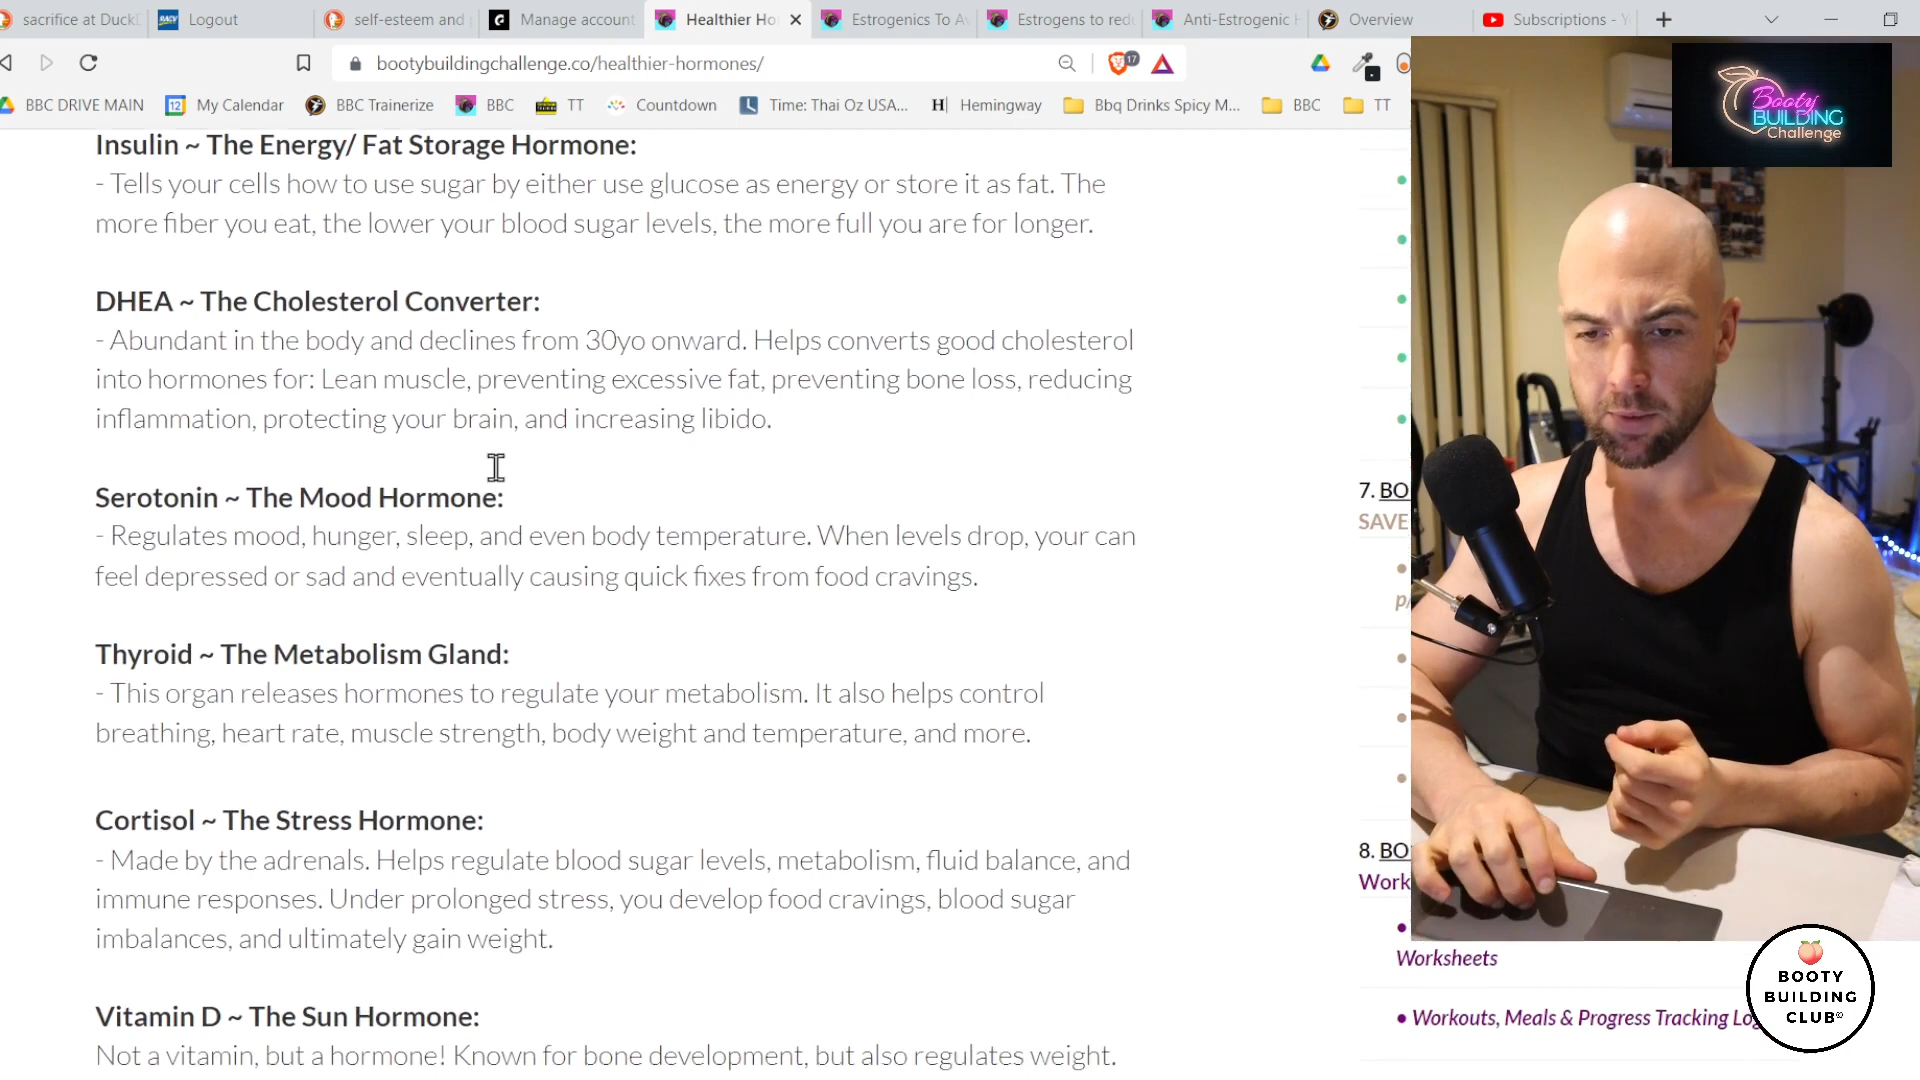 sacrifice at Duck
Logout
self-esteem and
Manage account
Healthier Ho
Estrogenics To A
Estrogens to red
Anti-Estrogenic
Overview
Subscriptions -
bootybuildingchallenge.co/healthier-hormones/
17
BBC DRIVE MAIN
12 My Calendar
BBC Trainerize
BBC
TT
Countdown
Time: Thai Oz USA...
H Hemingway
Bbq Drinks Spicy M...
BBC
TT
Booty
BUILDING
Challenge
Insulin ~ The Energy/ Fat Storage Hormone:
- Tells your cells how to use sugar by either use glucose as energy or store it as fat. The
more fiber you eat, the lower your blood sugar levels, the more full you are for longer.
DHEA ~ The Cholesterol Converter:
- Abundant in the body and declines from 30yo onward. Helps converts good cholesterol
into hormones for: Lean muscle, preventing excessive fat, preventing bone loss, reducing
inflammation, protecting your brain, and increasing libido.
Serotonin ~ The Mood Hormone:
- Regulates mood, hunger, sleep, and even body temperature. When levels drop, your can
feel depressed or sad and eventually causing quick fixes from food cravings.
Thyroid ~ The Metabolism Gland:
- This organ releases hormones to regulate your metabolism. It also helps control
breathing, heart rate, muscle strength, body weight and temperature, and more.
Cortisol ~ The Stress Hormone:
- Made by the adrenals. Helps regulate blood sugar levels, metabolism, fluid balance, and
immune responses. Under prolonged stress, you develop food cravings, blood sugar
imbalances, and ultimately gain weight.
Vitamin D ~ The Sun Hormone:
Not a vitamin, but a hormone! Known for bone development, but also regulates weight.
7. BO
SAVE
8. BO
Work
Worksheets
• Workouts, Meals & Progress Tracking Log
BOOTY
BUILDING
CLUB©